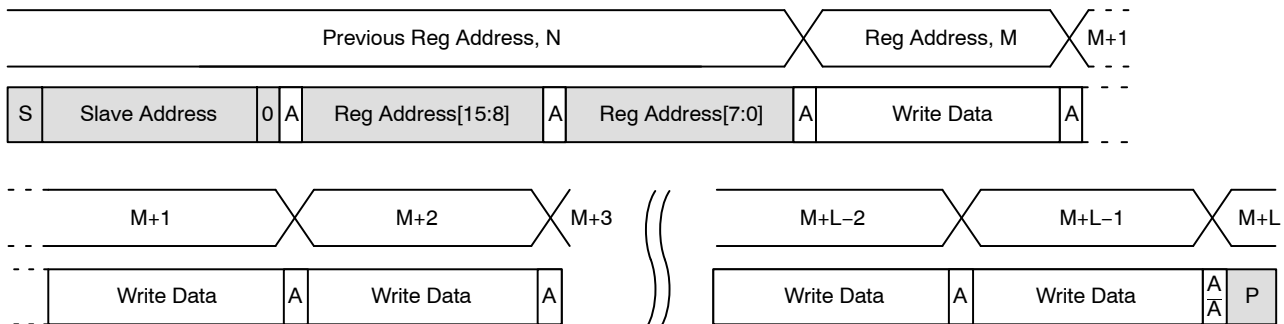 Previous Reg Address, N Reg Address, M M+1
S Slave Address 0 A Reg Address[15:8] A Reg Address[7:0] A Write Data A
M+1 M+2 M+3 M+L−2 M+L−1 M+L
Write Data A Write Data A Write Data A Write Data A/A̅ P